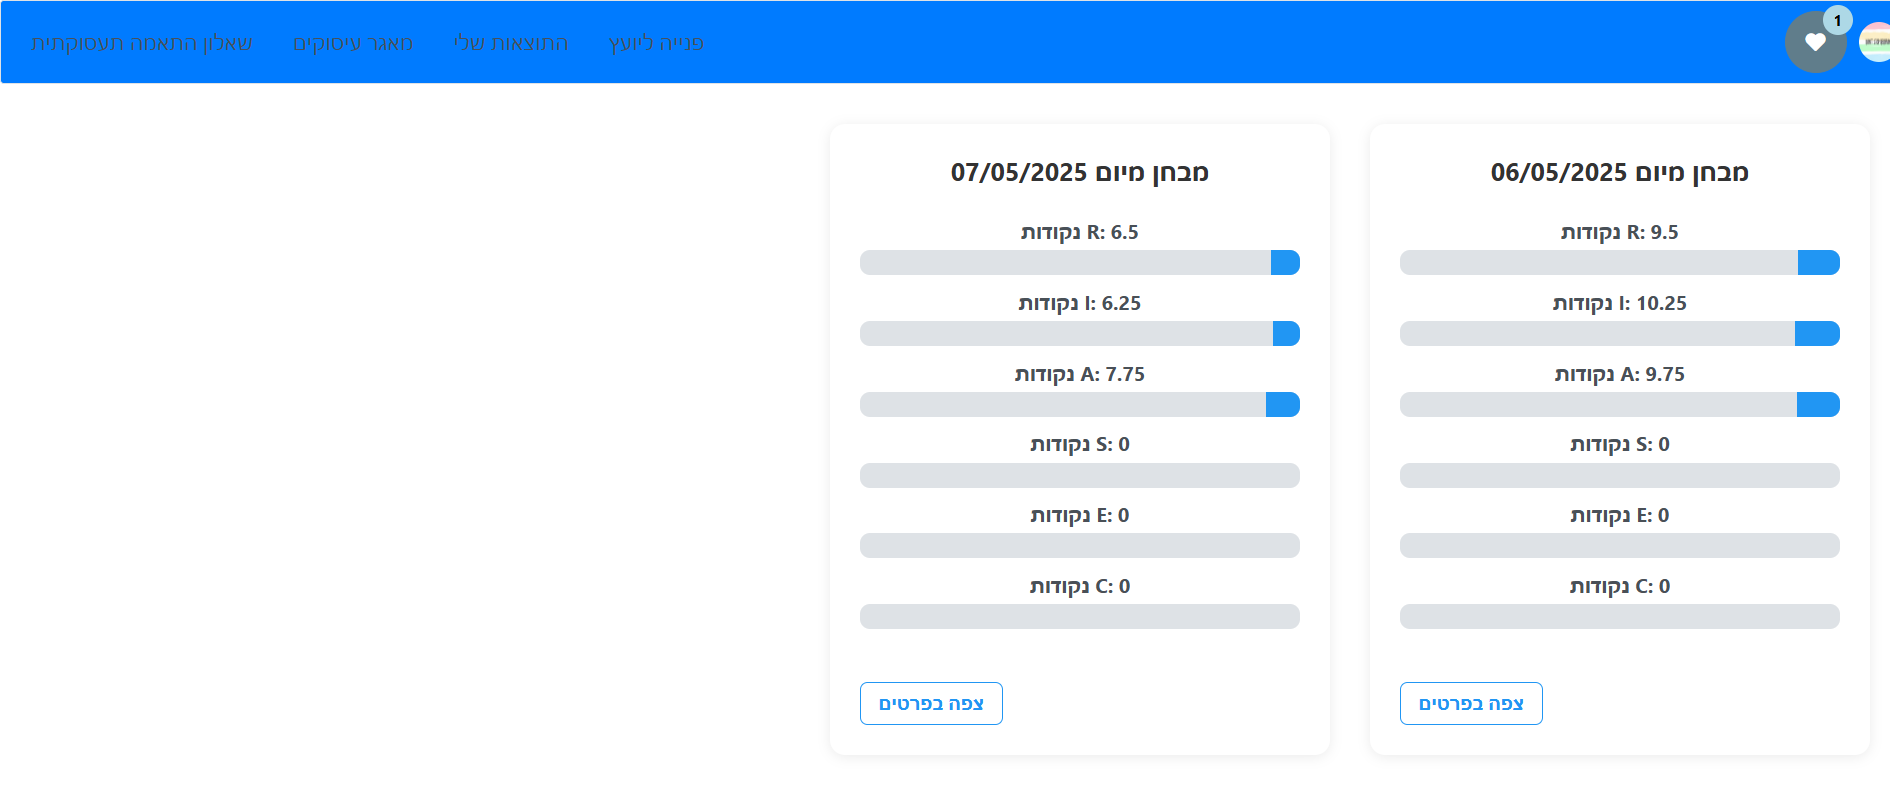 1
פנייה ליועץ
התוצאות שלי
מאגר עיסוקים
שאלון התאמה תעסוקתית
מבחן מיום 06/05/2025
R: 9.5 נקודות
I: 10.25 נקודות
A: 9.75 נקודות
S: 0 נקודות
E: 0 נקודות
C: 0 נקודות
צפה בפרטים
מבחן מיום 07/05/2025
R: 6.5 נקודות
I: 6.25 נקודות
A: 7.75 נקודות
S: 0 נקודות
E: 0 נקודות
C: 0 נקודות
צפה בפרטים